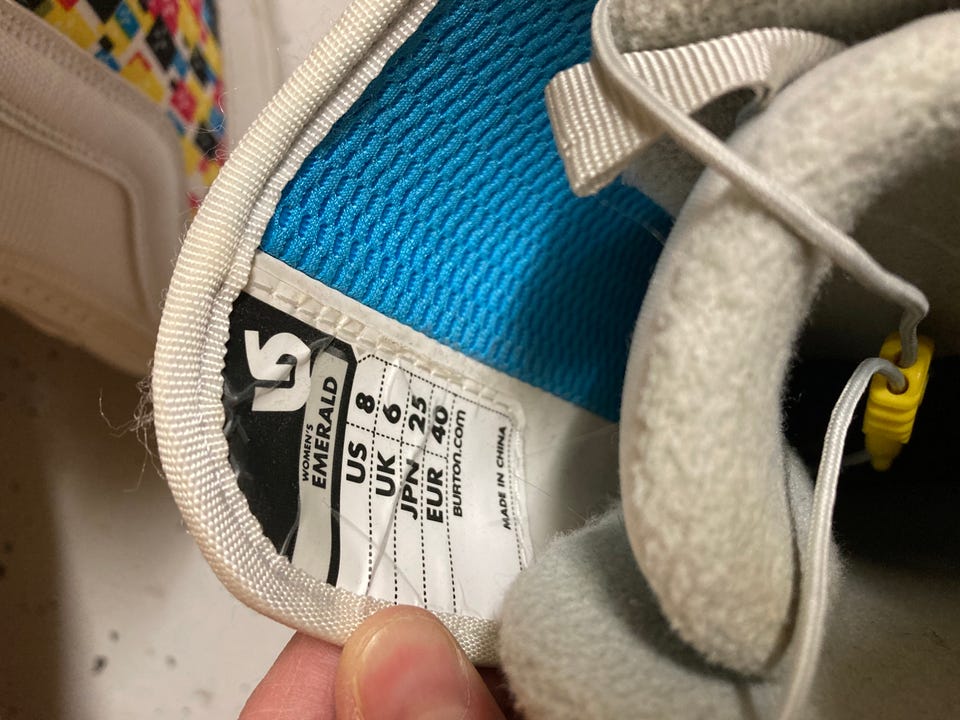 WOMEN'S
EMERALD
US 8
UK 6
JPN 25
EUR 40
BURTON.com
MADE IN CHINA